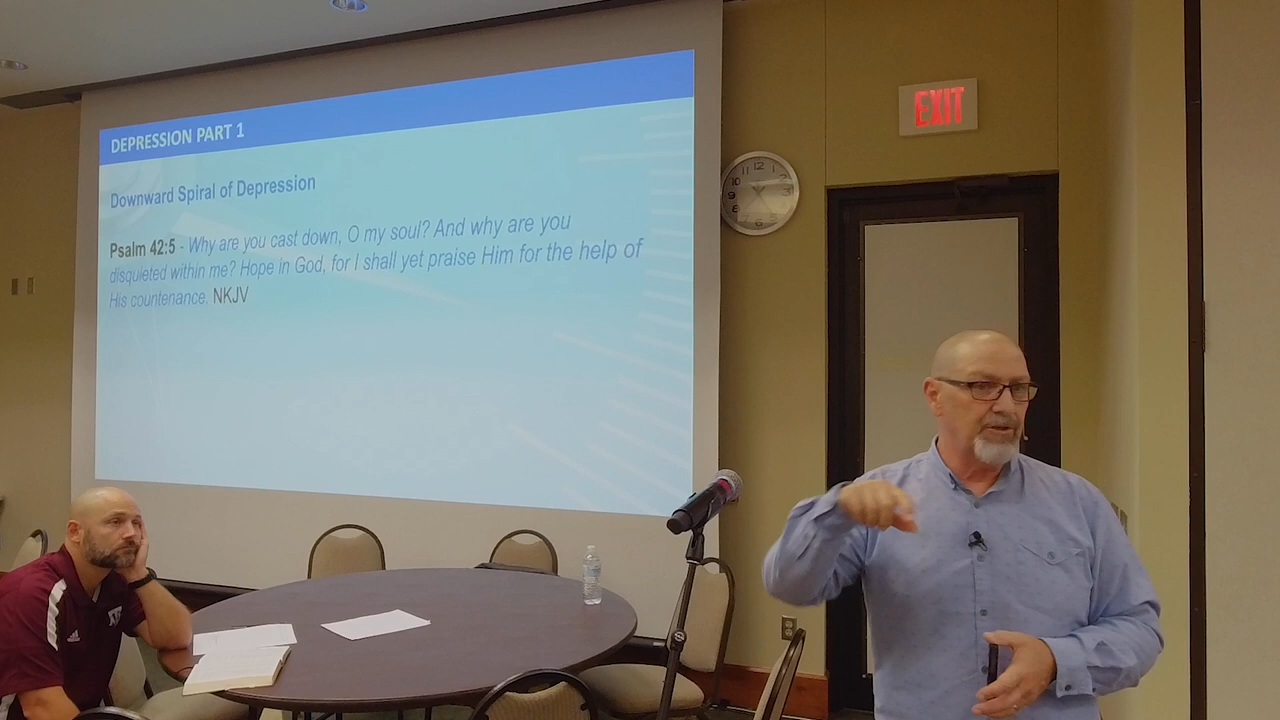 DEPRESSION PART 1
Downward Spiral of Depression
Psalm 42:5 - Why are you cast down, O my soul? And why are you
disquieted within me? Hope in God, for I shall yet praise Him for the help of
His countenance. NKJV
EXIT